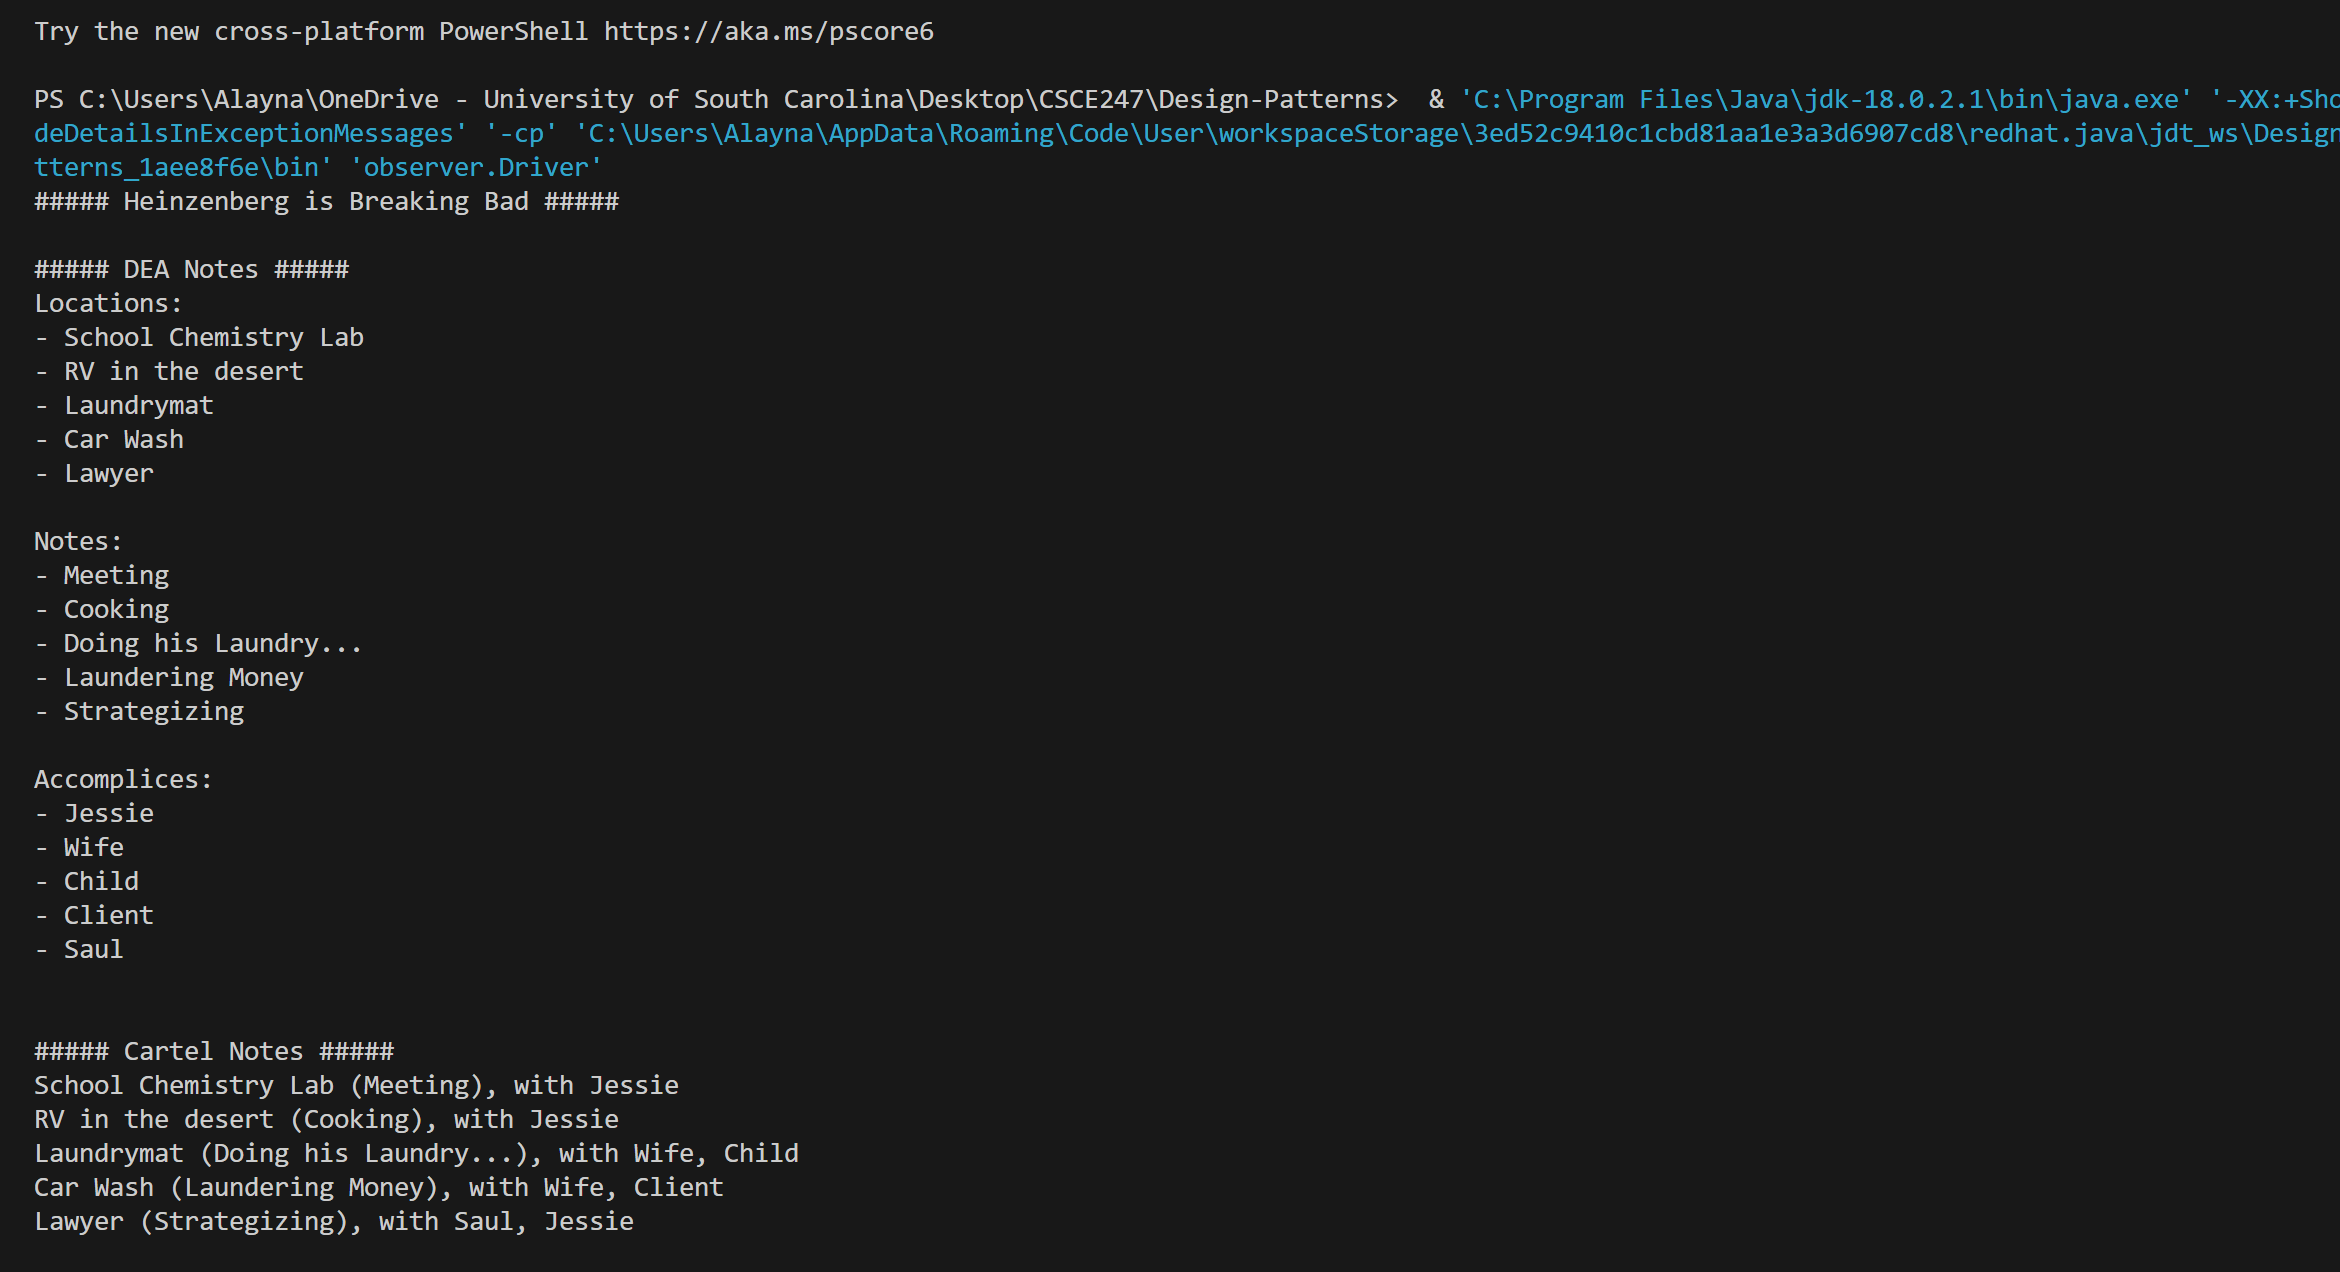 Try the new cross-platform PowerShell https://aka.ms/pscore6
PS C:\Users\Alayna\OneDrive - University of South Carolina\Desktop\CSCE247\Design-Patterns>  & 'C:\Program Files\Java\jdk-18.0.2.1\bin\java.exe' '-XX:+Sho
deDetailsInExceptionMessages' '-cp' 'C:\Users\Alayna\AppData\Roaming\Code\User\workspaceStorage\3ed52c9410c1cbd81aa1e3a3d6907cd8\redhat.java\jdt_ws\Design
tterns_1aee8f6e\bin' 'observer.Driver'
##### Heinzenberg is Breaking Bad #####
##### DEA Notes #####
Locations:
- School Chemistry Lab
- RV in the desert
- Laundrymat
- Car Wash
- Lawyer
Notes:
- Meeting
- Cooking
- Doing his Laundry...
- Laundering Money
- Strategizing
Accomplices:
- Jessie
- Wife
- Child
- Client
- Saul
##### Cartel Notes #####
School Chemistry Lab (Meeting), with Jessie
RV in the desert (Cooking), with Jessie
Laundrymat (Doing his Laundry...), with Wife, Child
Car Wash (Laundering Money), with Wife, Client
Lawyer (Strategizing), with Saul, Jessie